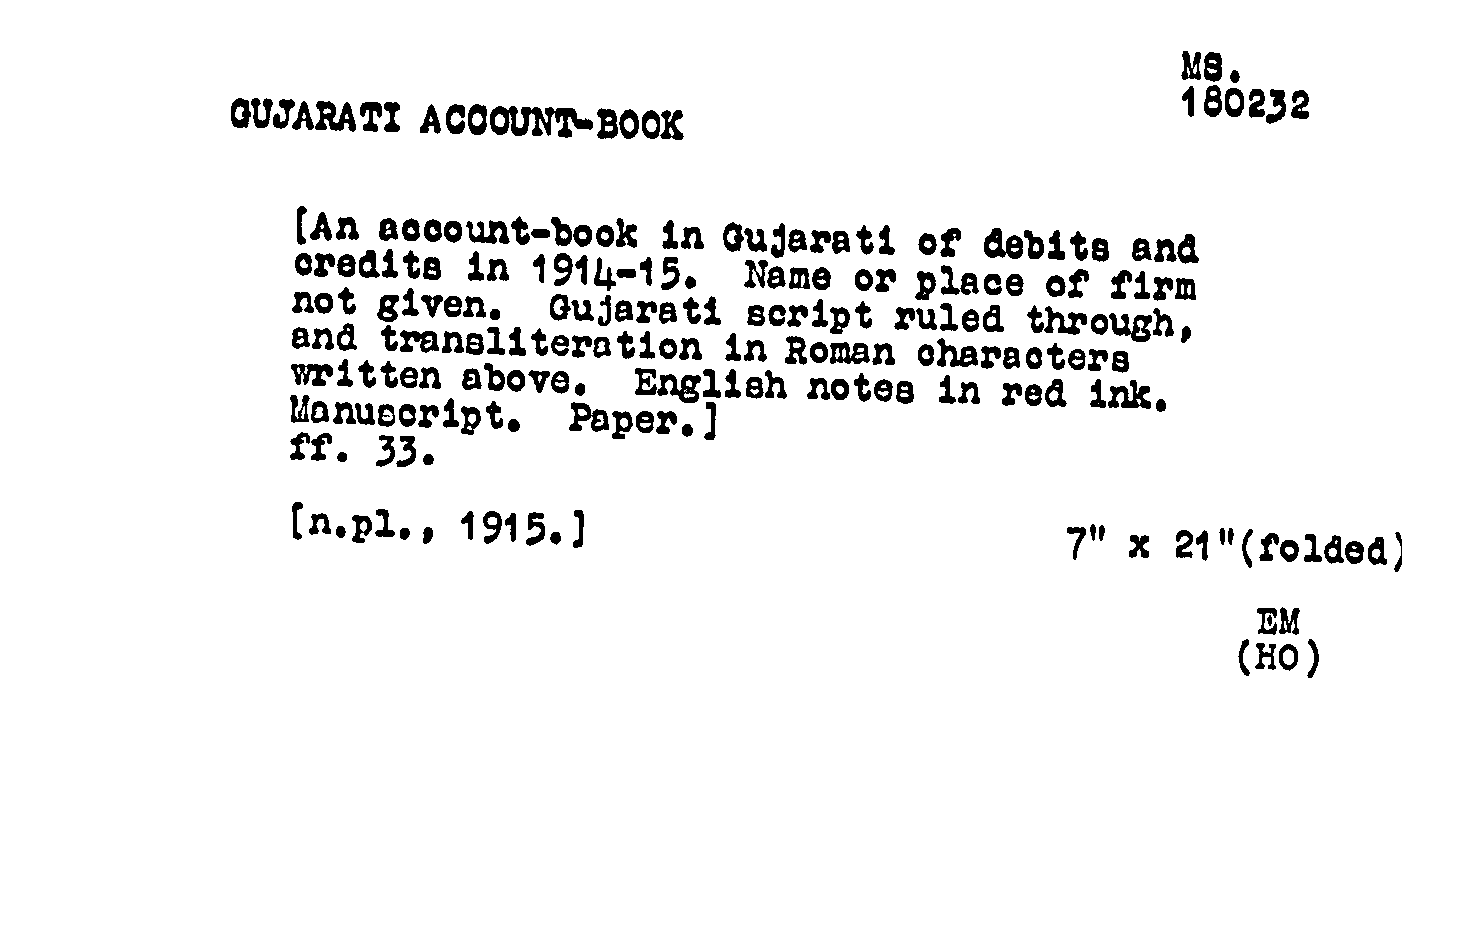 MS.
180232
GUJARATI ACCOUNT-BOOK
[An account-book in Gujarati of debits and
credits in 1914-15. Name or place of firm
not given. Gujarati script ruled through,
and transliteration in Roman characters
written above. English notes in red ink.
Manuscript. Paper.]
ff. 33.
[n.pl., 1915.]
7" x 21"(folded)
EM
(HO)